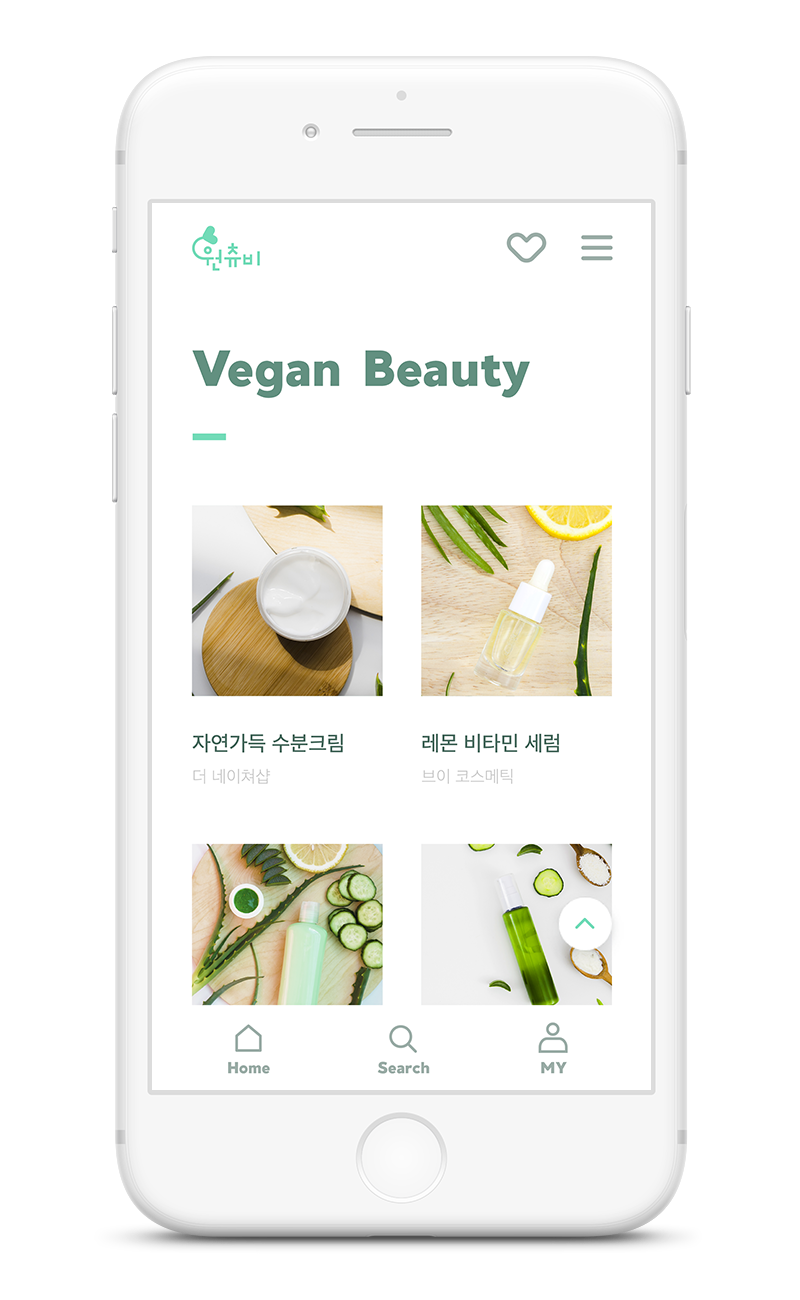 원츄비
Vegan Beauty
자연가득 수분크림
레몬 비타민 세럼
더 네이쳐샵
브이 코스메틱
Home
Search
MY